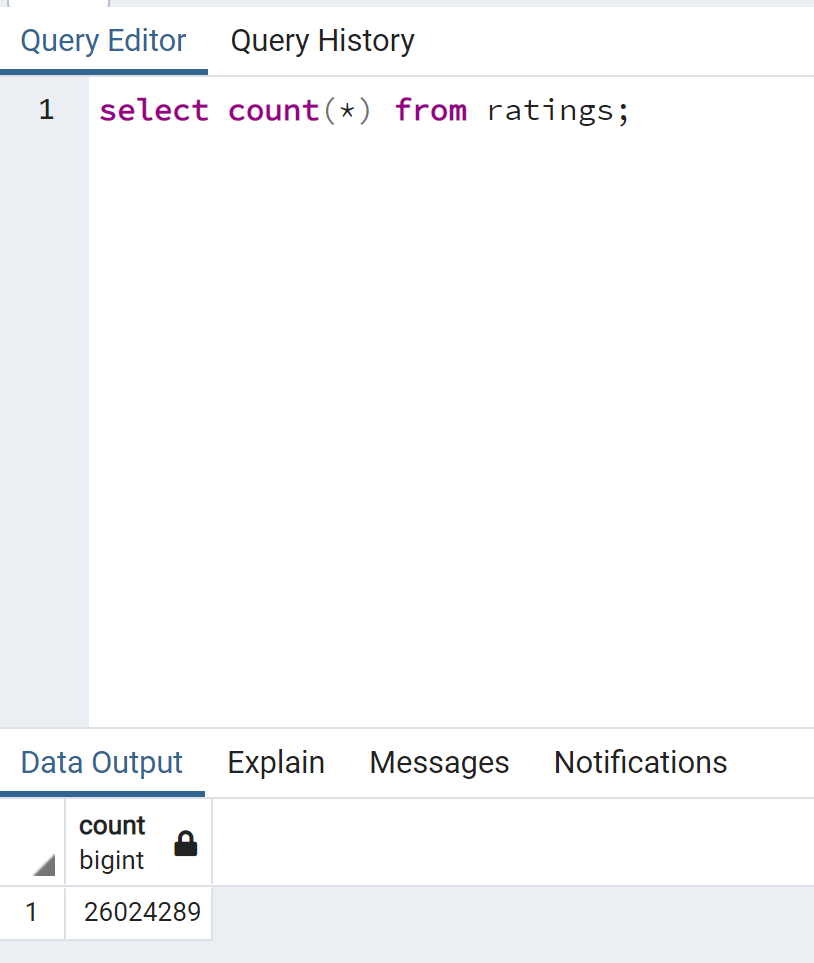 Query Editor Query History
1 select count(*) from ratings;
Data Output Explain Messages Notifications
count
bigint
1 26024289